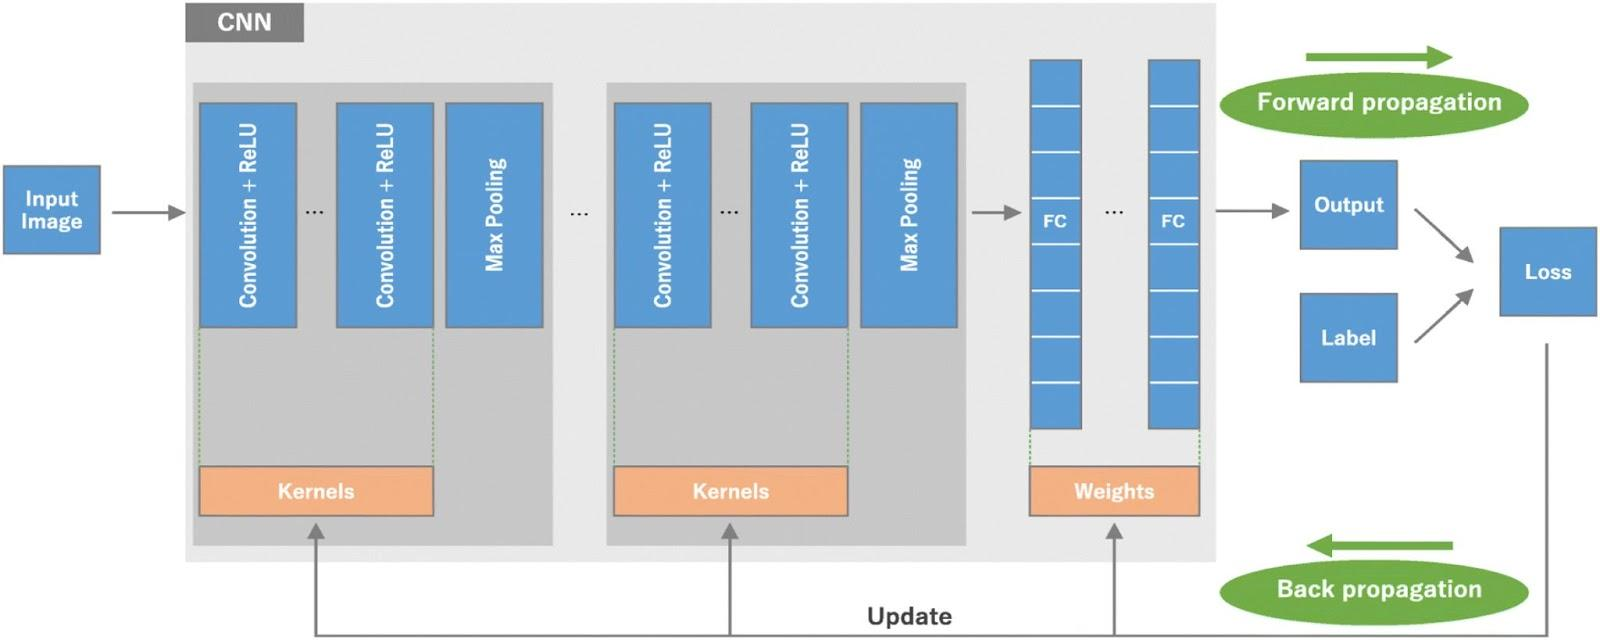 CNN
Input
Image
Convolution + ReLU
...
Convolution + ReLU
Max Pooling
...
Convolution + ReLU
...
Convolution + ReLU
Max Pooling
FC
...
FC
Kernels
Kernels
Weights
Forward propagation
Output
Label
Loss
Back propagation
Update